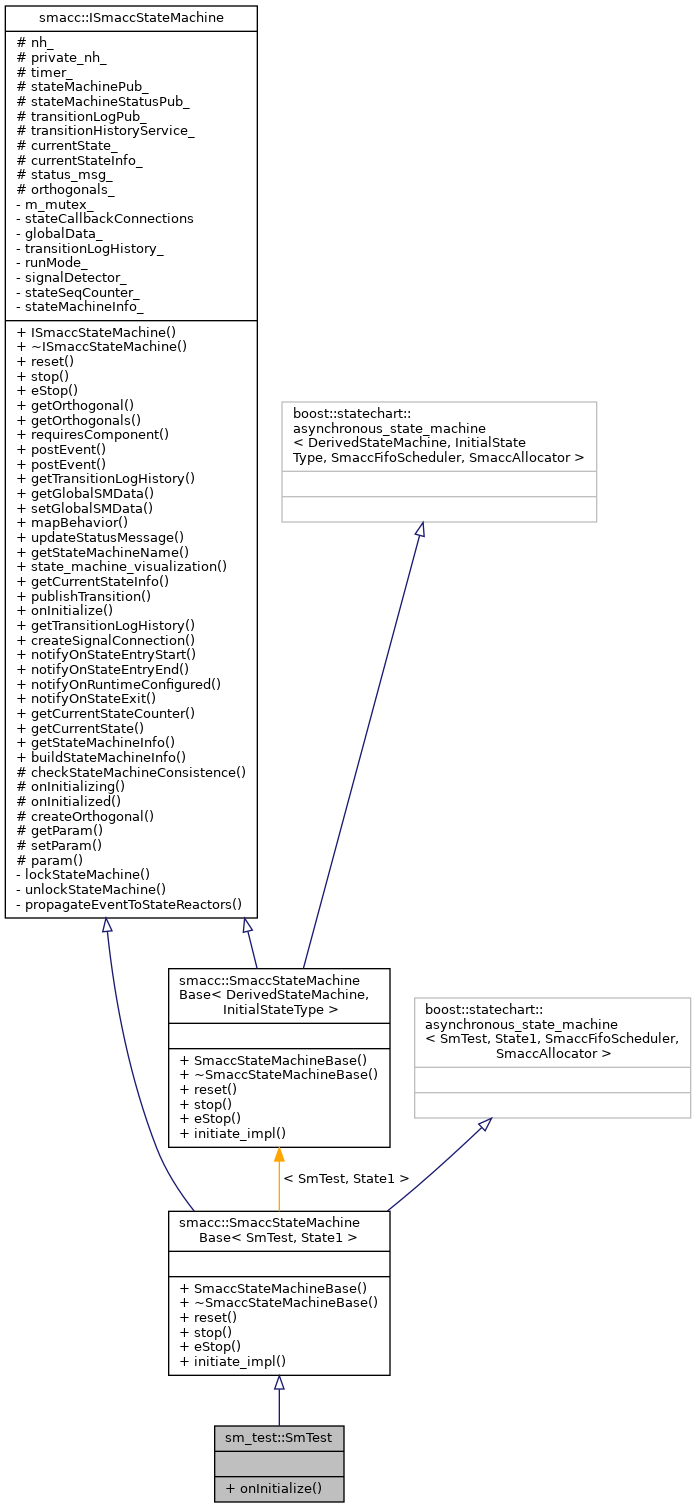 smacc::ISmaccStateMachine
# nh_
# private_nh_
# timer_
# stateMachinePub_
# stateMachineStatusPub_
# transitionLogPub_
# transitionHistoryService_
# currentState_
# currentStateInfo_
# status_msg_
# orthogonals_
- m_mutex_
- stateCallbackConnections
- globalData_
- transitionLogHistory_
- runMode_
- signalDetector_
- stateSeqCounter_
- stateMachineInfo_
+ ISmaccStateMachine()
+ ~ISmaccStateMachine()
+ reset()
+ stop()
+ eStop()
+ getOrthogonal()
+ getOrthogonals()
+ requiresComponent()
+ postEvent()
+ postEvent()
+ getTransitionLogHistory()
+ getGlobalSMData()
+ setGlobalSMData()
+ mapBehavior()
+ updateStatusMessage()
+ getStateMachineName()
+ state_machine_visualization()
+ getCurrentStateInfo()
+ publishTransition()
+ onInitialize()
+ getTransitionLogHistory()
+ createSignalConnection()
+ notifyOnStateEntryStart()
+ notifyOnStateEntryEnd()
+ notifyOnRuntimeConfigured()
+ notifyOnStateExit()
+ getCurrentStateCounter()
+ getCurrentState()
+ getStateMachineInfo()
+ buildStateMachineInfo()
# checkStateMachineConsistence()
# onInitializing()
# onInitialized()
# createOrthogonal()
# getParam()
# setParam()
# param()
- lockStateMachine()
- unlockStateMachine()
- propagateEventToStateReactors()
boost::statechart::
asynchronous_state_machine
< DerivedStateMachine, InitialState
Type, SmaccFifoScheduler, SmaccAllocator >
smacc::SmaccStateMachine
Base< DerivedStateMachine,
InitialStateType >
+ SmaccStateMachineBase()
+ ~SmaccStateMachineBase()
+ reset()
+ stop()
+ eStop()
+ initiate_impl()
boost::statechart::
asynchronous_state_machine
< SmTest, State1, SmaccFifoScheduler,
SmaccAllocator >
< SmTest, State1 >
smacc::SmaccStateMachine
Base< SmTest, State1 >
+ SmaccStateMachineBase()
+ ~SmaccStateMachineBase()
+ reset()
+ stop()
+ eStop()
+ initiate_impl()
sm_test::SmTest
+ onInitialize()